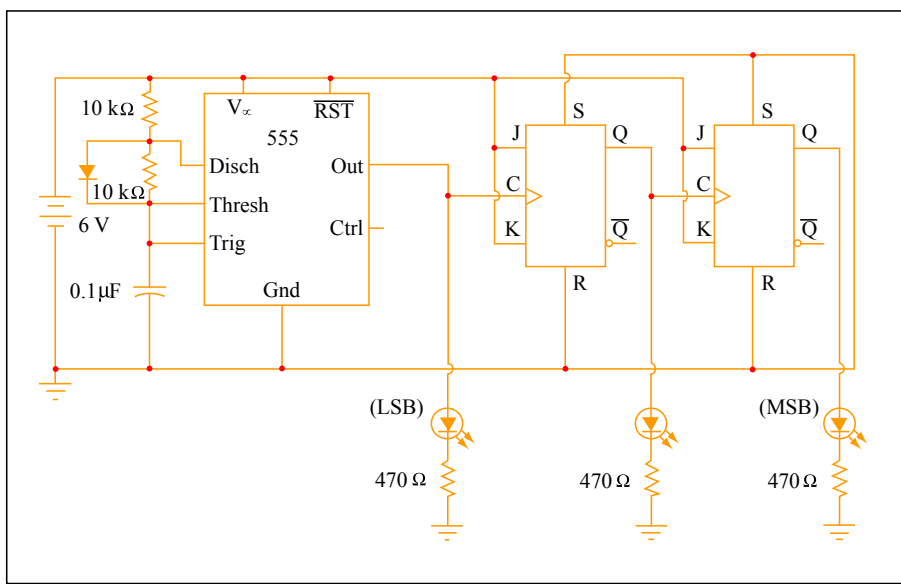 10 kΩ
10 kΩ
6 V
0.1μF
V∝
RST
555
Disch
Thresh
Trig
Out
Ctrl
Gnd
S
J
Q
C
K
Q
R
S
J
Q
C
K
Q
R
(LSB)
470 Ω
470 Ω
(MSB)
470 Ω